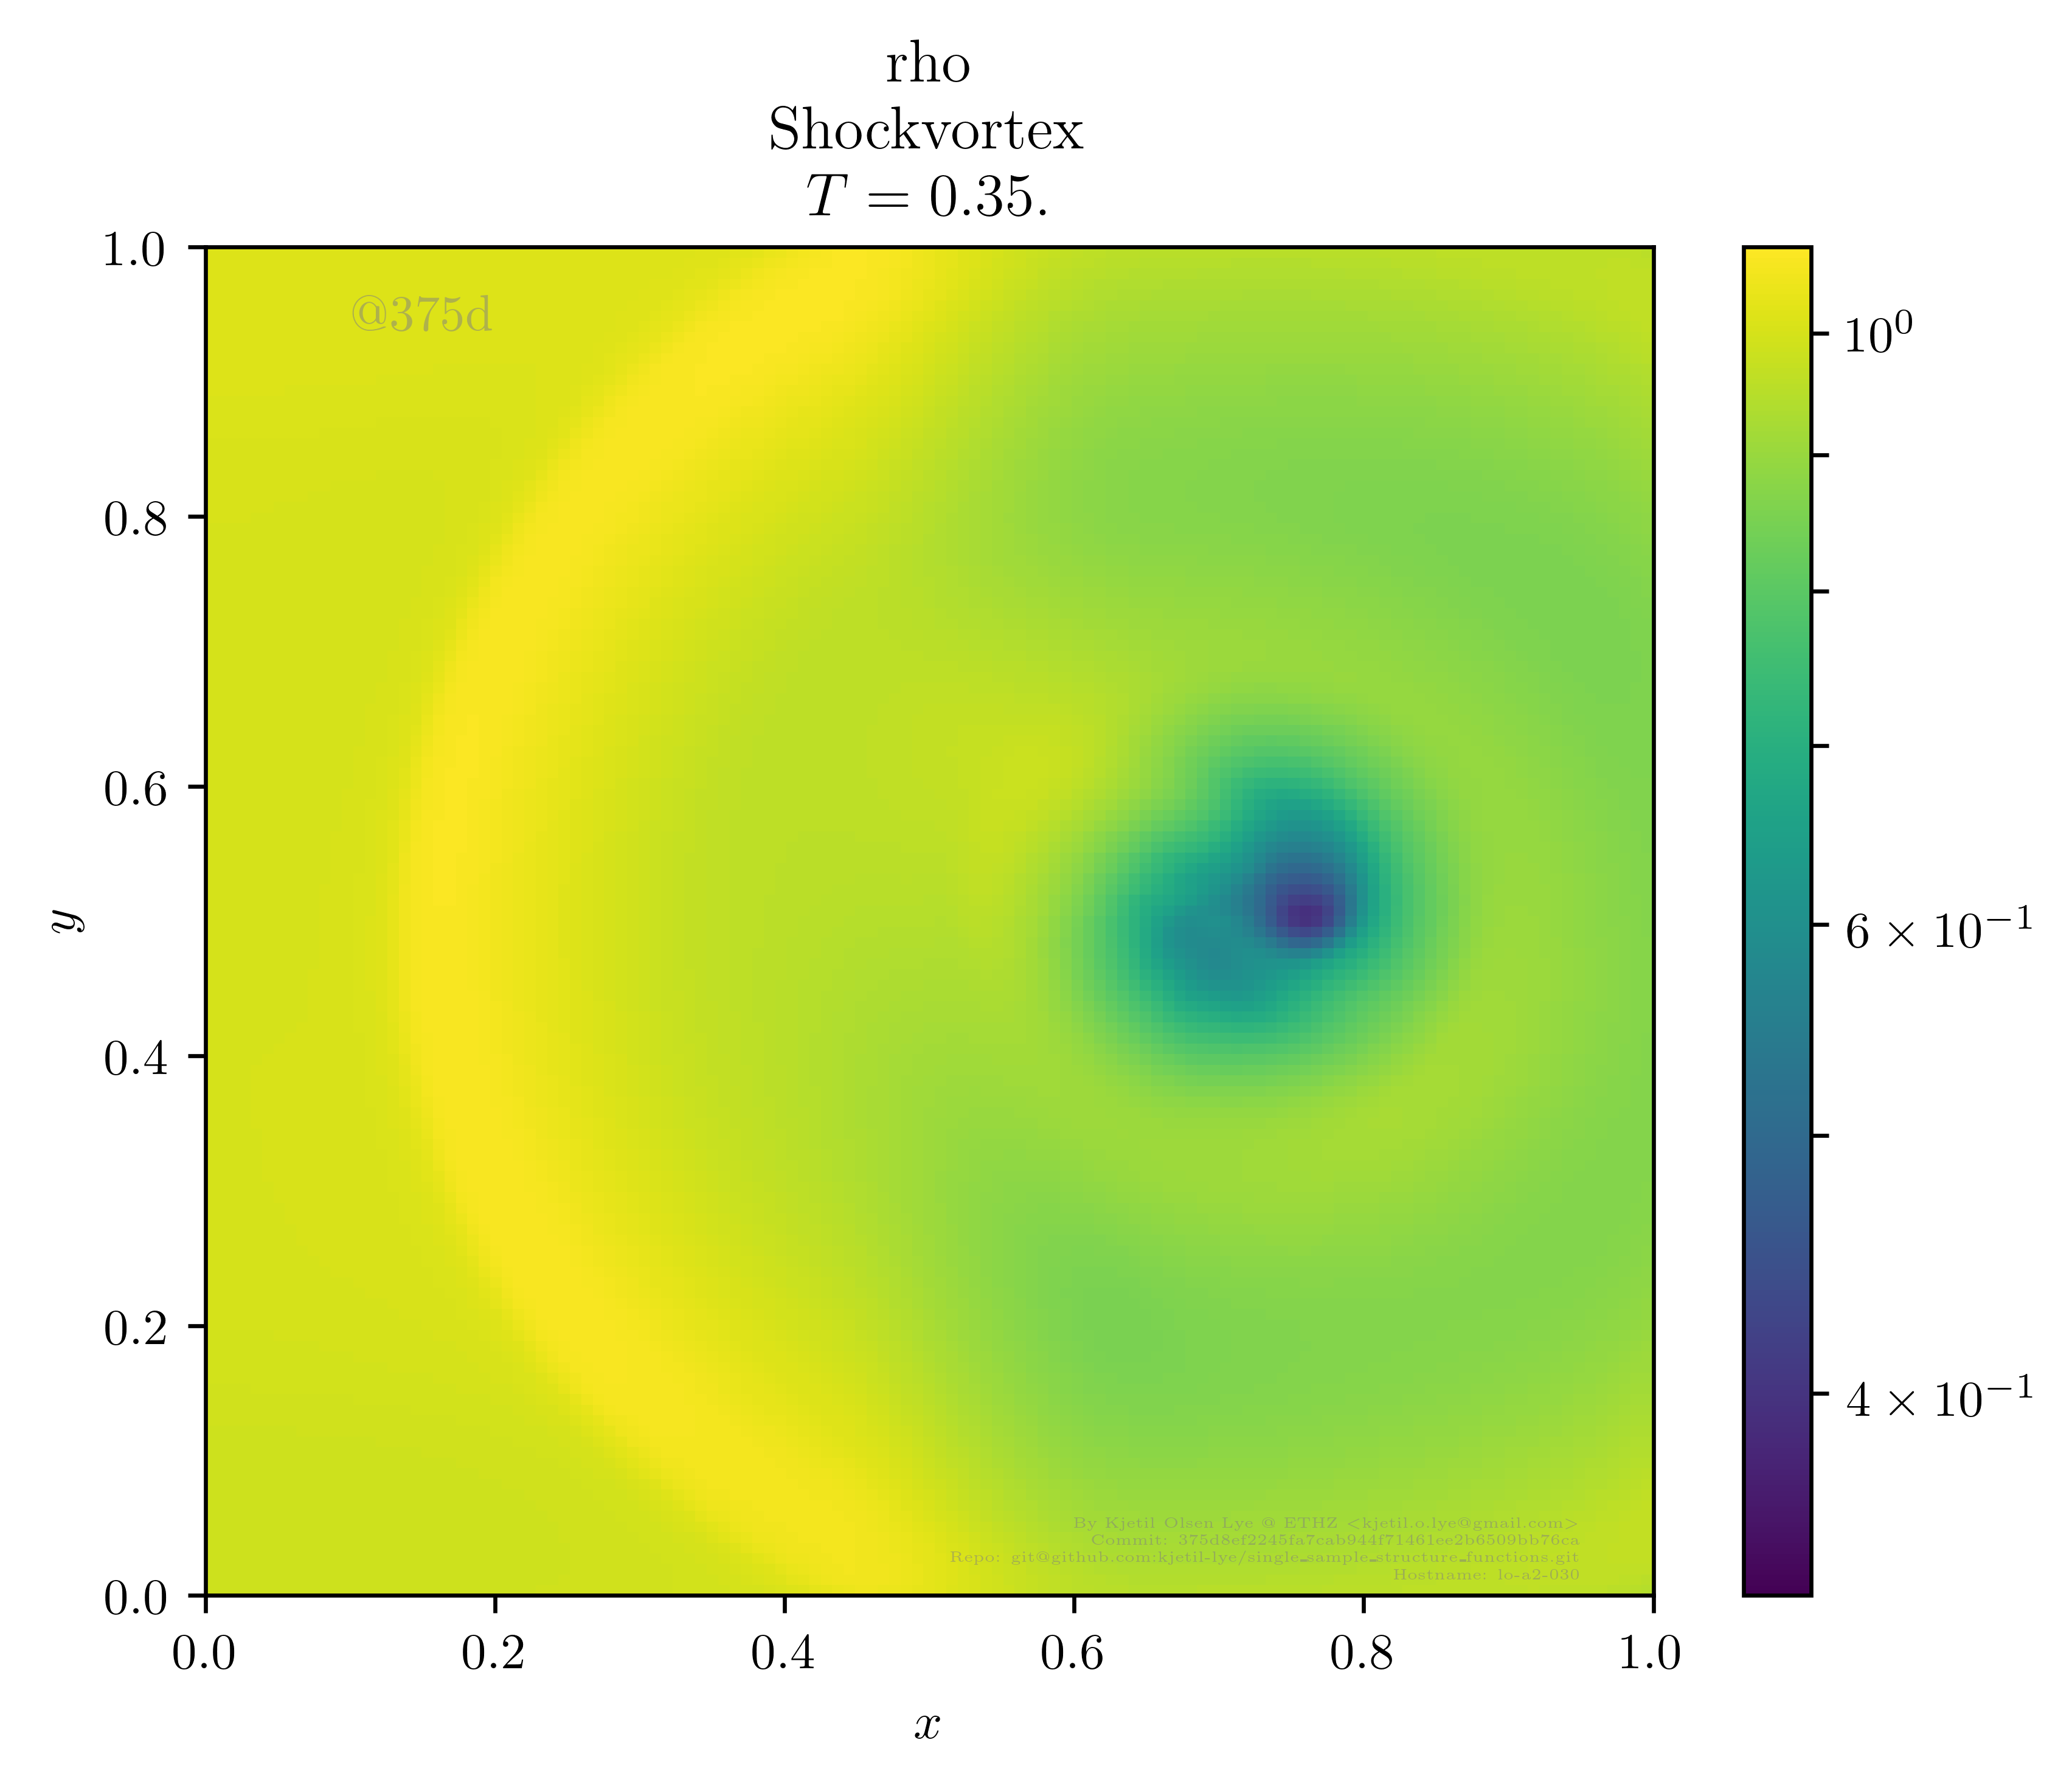 rho
Shockvortex
T = 0.35.
1.0
@375d
10⁰
0.8
0.6
y
6 × 10⁻¹
0.4
4 × 10⁻¹
0.2
By Kjetil Olsen Lye @ ETHZ <kjetil.o.lye@gmail.com>
Commit: 375d8ef2245fa7cab944f71461ee2b6509bb76ca
Repo: git@github.com:kjetil-lye/single_sample_structure_functions.git
Hostname: lo-a2-030
0.0
0.0 0.2 0.4 0.6 0.8 1.0
x